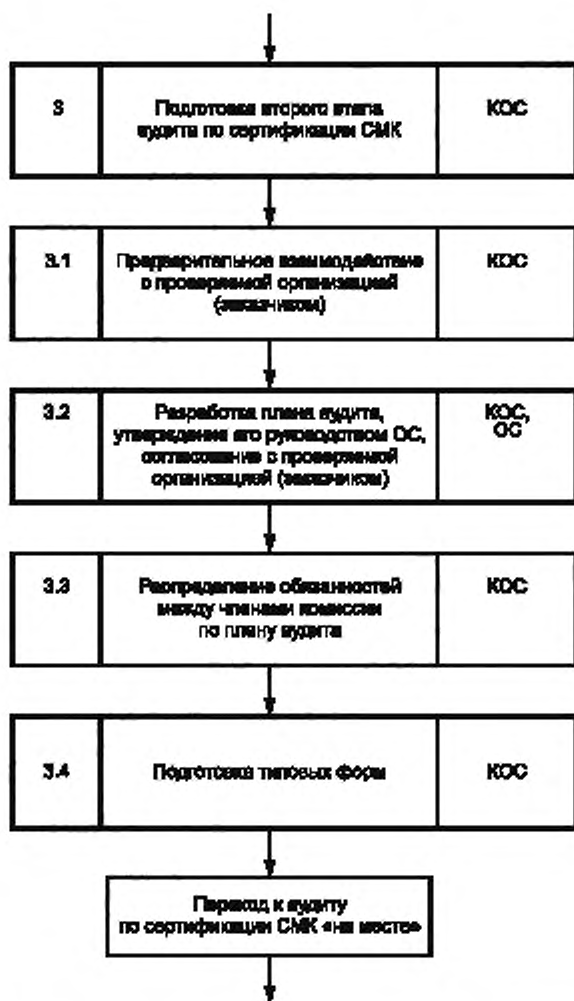 3 Подготовка второго этапа КОС
аудита по сертификации СМК
3.1 Предварительное взаимодействие КОС
с проверяемой организацией
(заказчиком)
3.2 Разработка плана аудита, КОС,
утверждение его руководством ОС, ОС
согласование с проверяемой
организацией (заказчиком)
3.3 Распределение обязанностей КОС
между членами комиссии
по плану аудита
3.4 Подготовка типовых форм КОС
Переход к аудиту
по сертификации СМК «на месте»